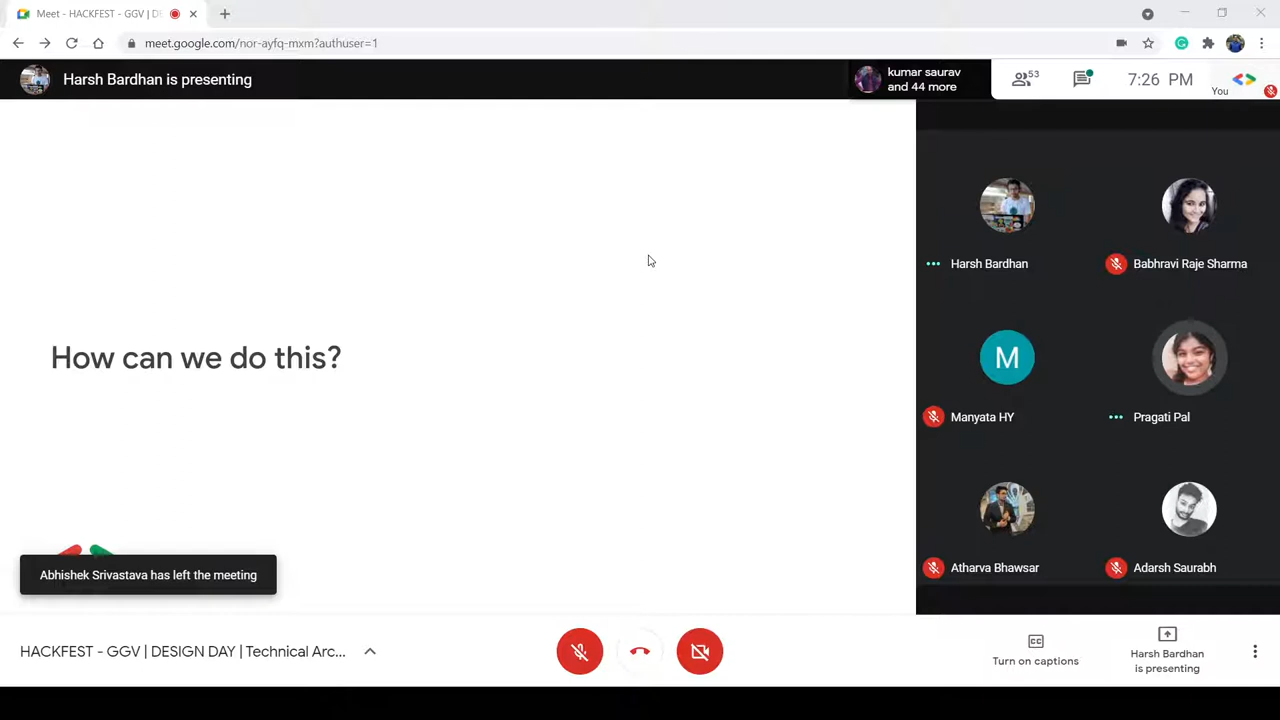 Meet - HACKFEST - GGV | DE
meet.google.com/nor-ayfq-mxm?authuser=1
Harsh Bardhan is presenting
kumar saurav
and 44 more
53
7:26 PM
You
How can we do this?
Harsh Bardhan
Babhravi Raje Sharma
M
Manyata HY
Pragati Pal
Atharva Bhawsar
Adarsh Saurabh
Abhishek Srivastava has left the meeting
HACKFEST - GGV | DESIGN DAY | Technical Arc...
CC
Turn on captions
Harsh Bardhan
is presenting